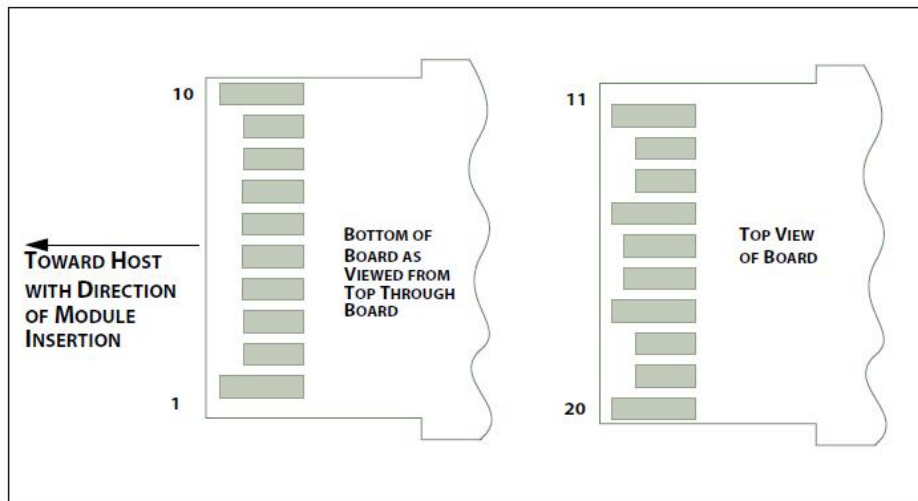 10
1
TOWARD HOST
WITH DIRECTION
OF MODULE
INSERTION
BOTTOM OF
BOARD AS
VIEWED FROM
TOP THROUGH
BOARD
11
20
TOP VIEW
OF BOARD